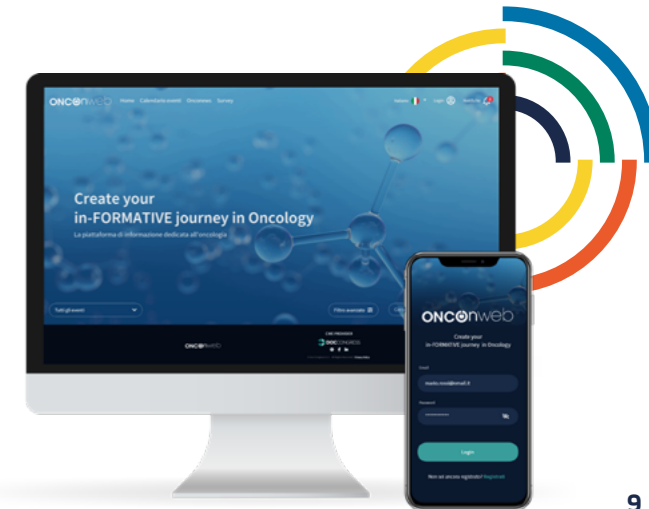 ONCONWEB Home Calendario eventi Oncoreview Survey
Login
Create your
in-FORMATIVE journey in Oncology
La piattaforma di informazione dedicata all'oncologia
Tutti gli eventi
Filtro avanzato
ONCONWEB
DOC CONGRESS
ONCONWEB
Create your
in-FORMATIVE journey in Oncology
Email
mario.rossi@email.it
Password
Login
Non sei ancora registrato? Registrati
9